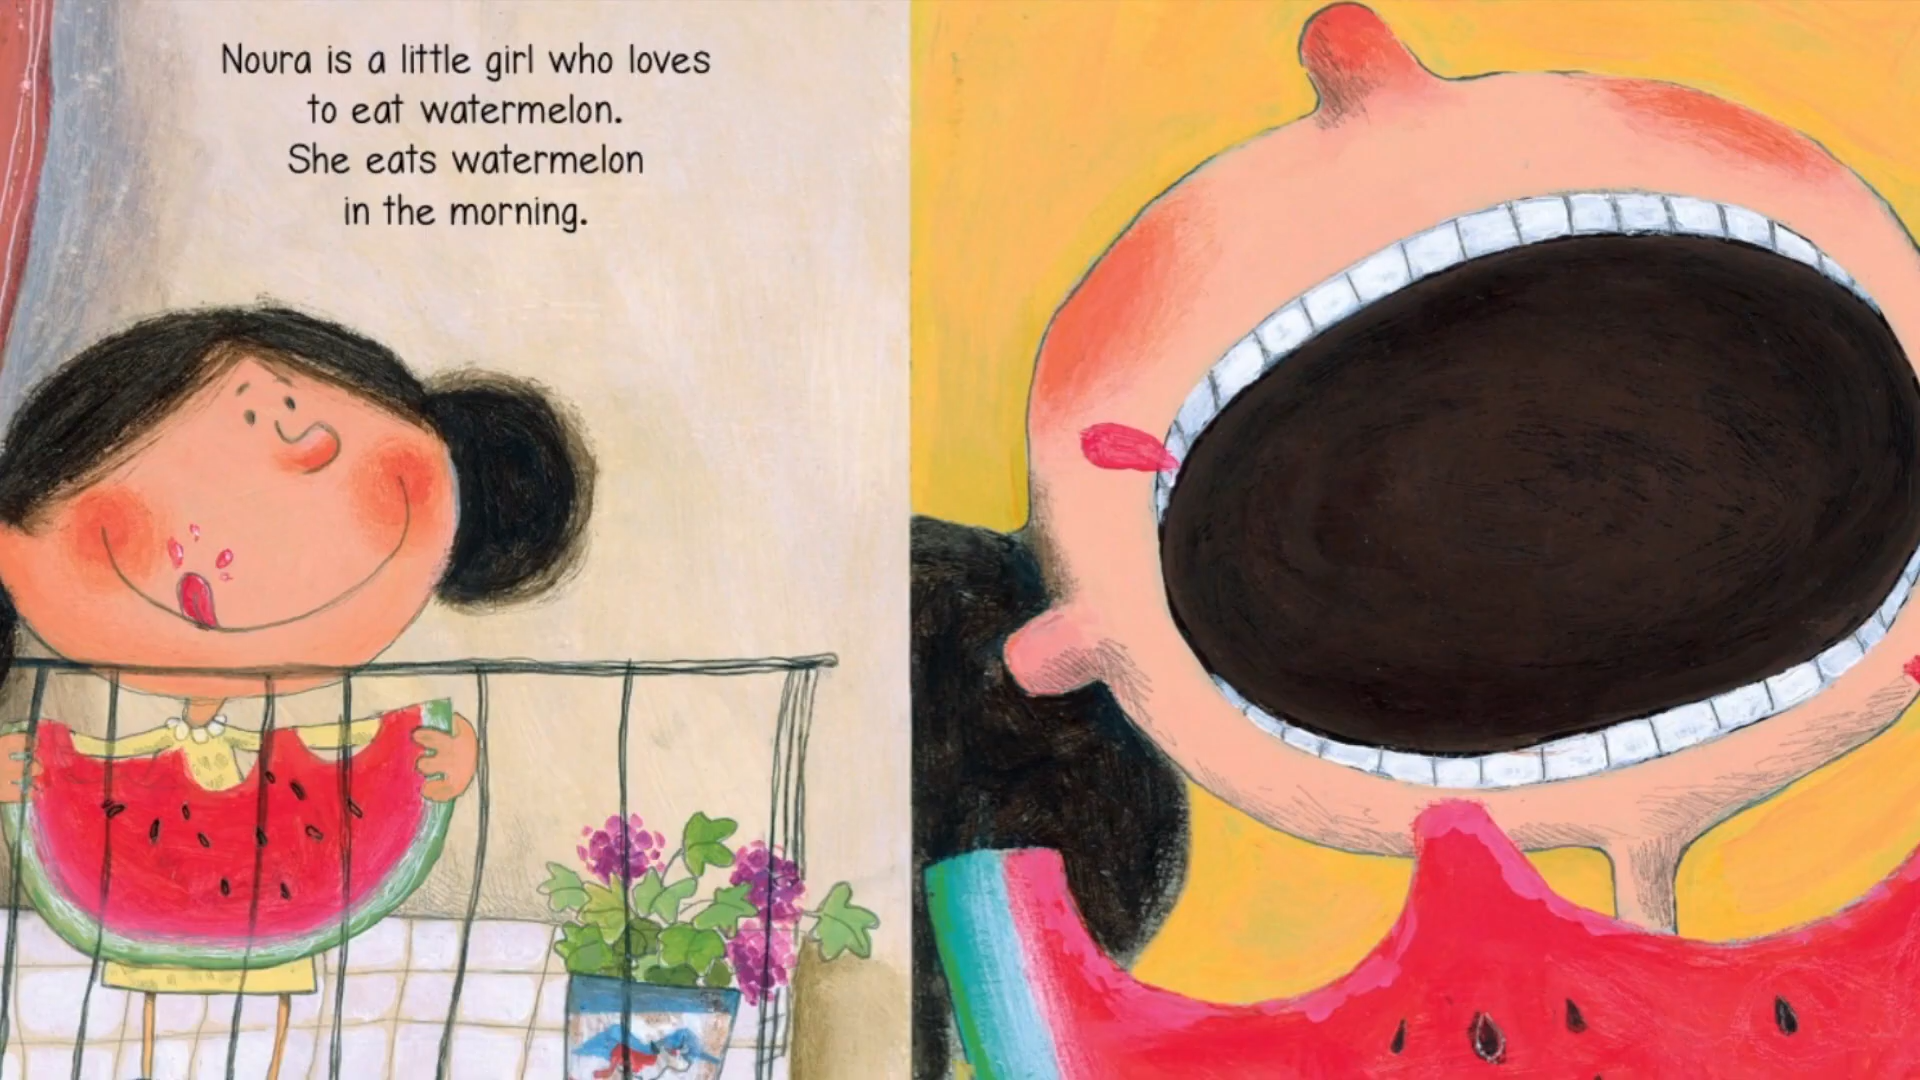 Noura is a little girl who loves
to eat watermelon.
She eats watermelon
in the morning.